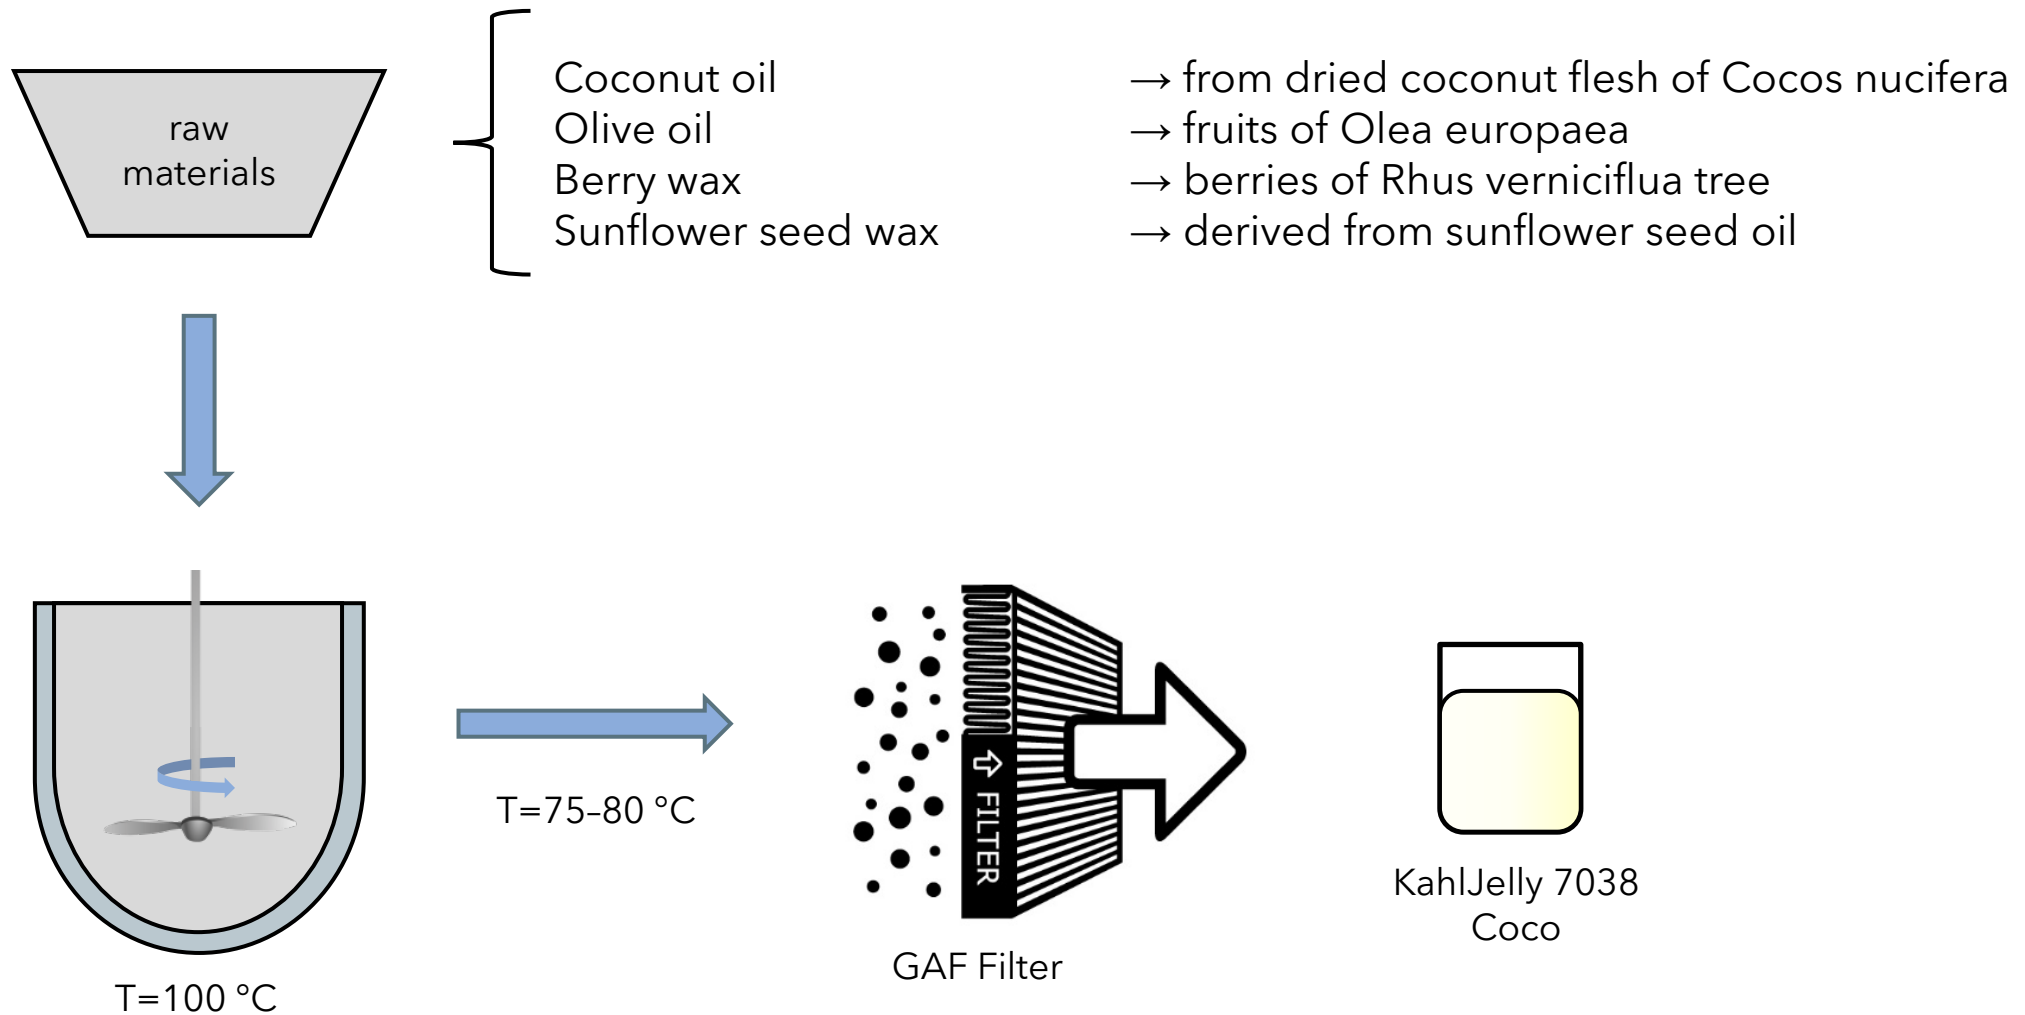 raw
materials
Coconut oil → from dried coconut flesh of Cocos nucifera
Olive oil → fruits of Olea europaea
Berry wax → berries of Rhus verniciflua tree
Sunflower seed wax → derived from sunflower seed oil
T=100 °C
T=75–80 °C
FILTER
GAF Filter
KahlJelly 7038
Coco